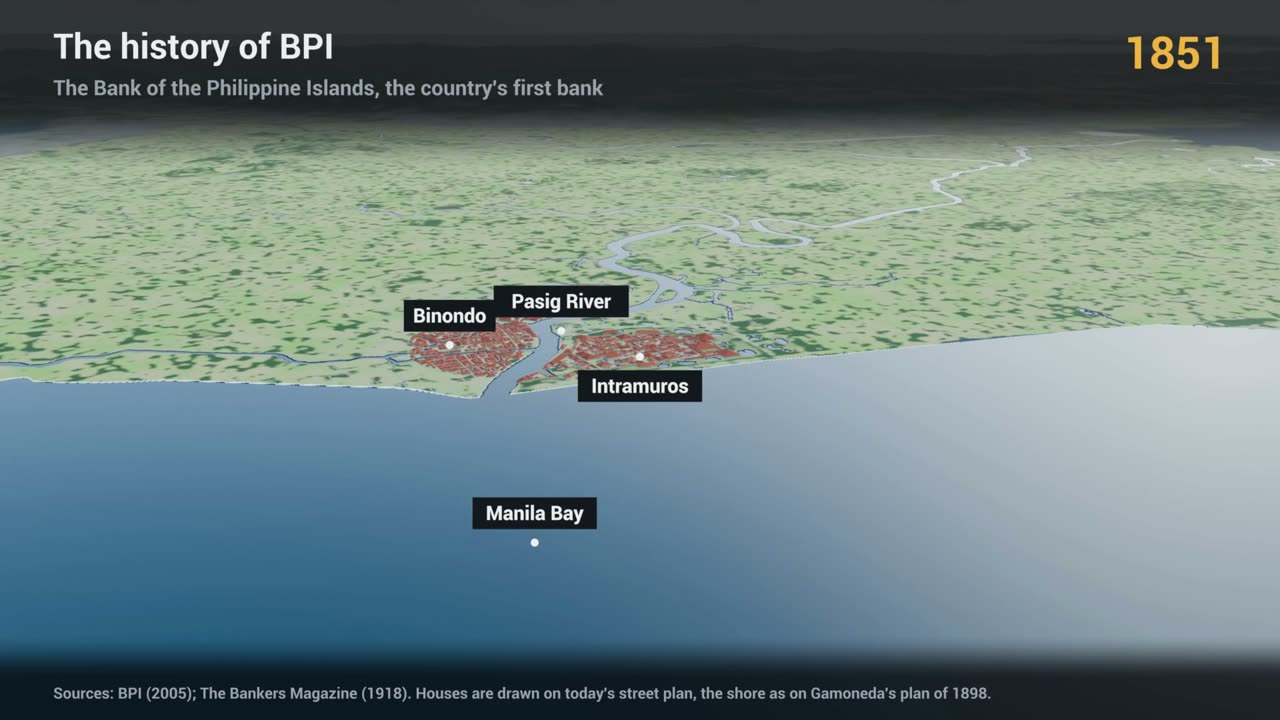 The history of BPI
1851
The Bank of the Philippine Islands, the country's first bank
Pasig River
Binondo
Intramuros
Manila Bay
Sources: BPI (2005); The Bankers Magazine (1918). Houses are drawn on today's street plan, the shore as on Gamoneda's plan of 1898.